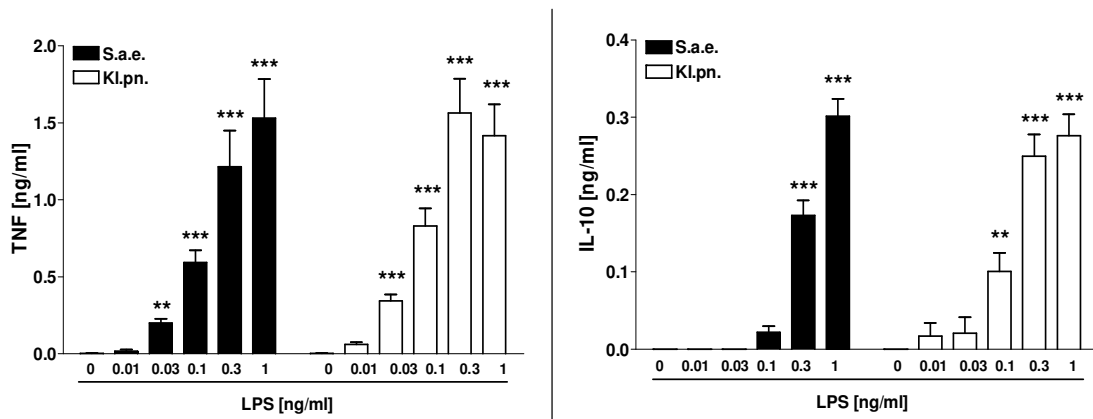 S.a.e.
Kl.pn.
TNF [ng/ml]
2.0
1.5
1.0
0.5
0.0
** *** *** ***
*** *** *** ***
0 0.01 0.03 0.1 0.3 1 0 0.01 0.03 0.1 0.3 1
LPS [ng/ml]
S.a.e.
Kl.pn.
IL-10 [ng/ml]
0.4
0.3
0.2
0.1
0.0
*** ***
** *** ***
0 0.01 0.03 0.1 0.3 1 0 0.01 0.03 0.1 0.3 1
LPS [ng/ml]